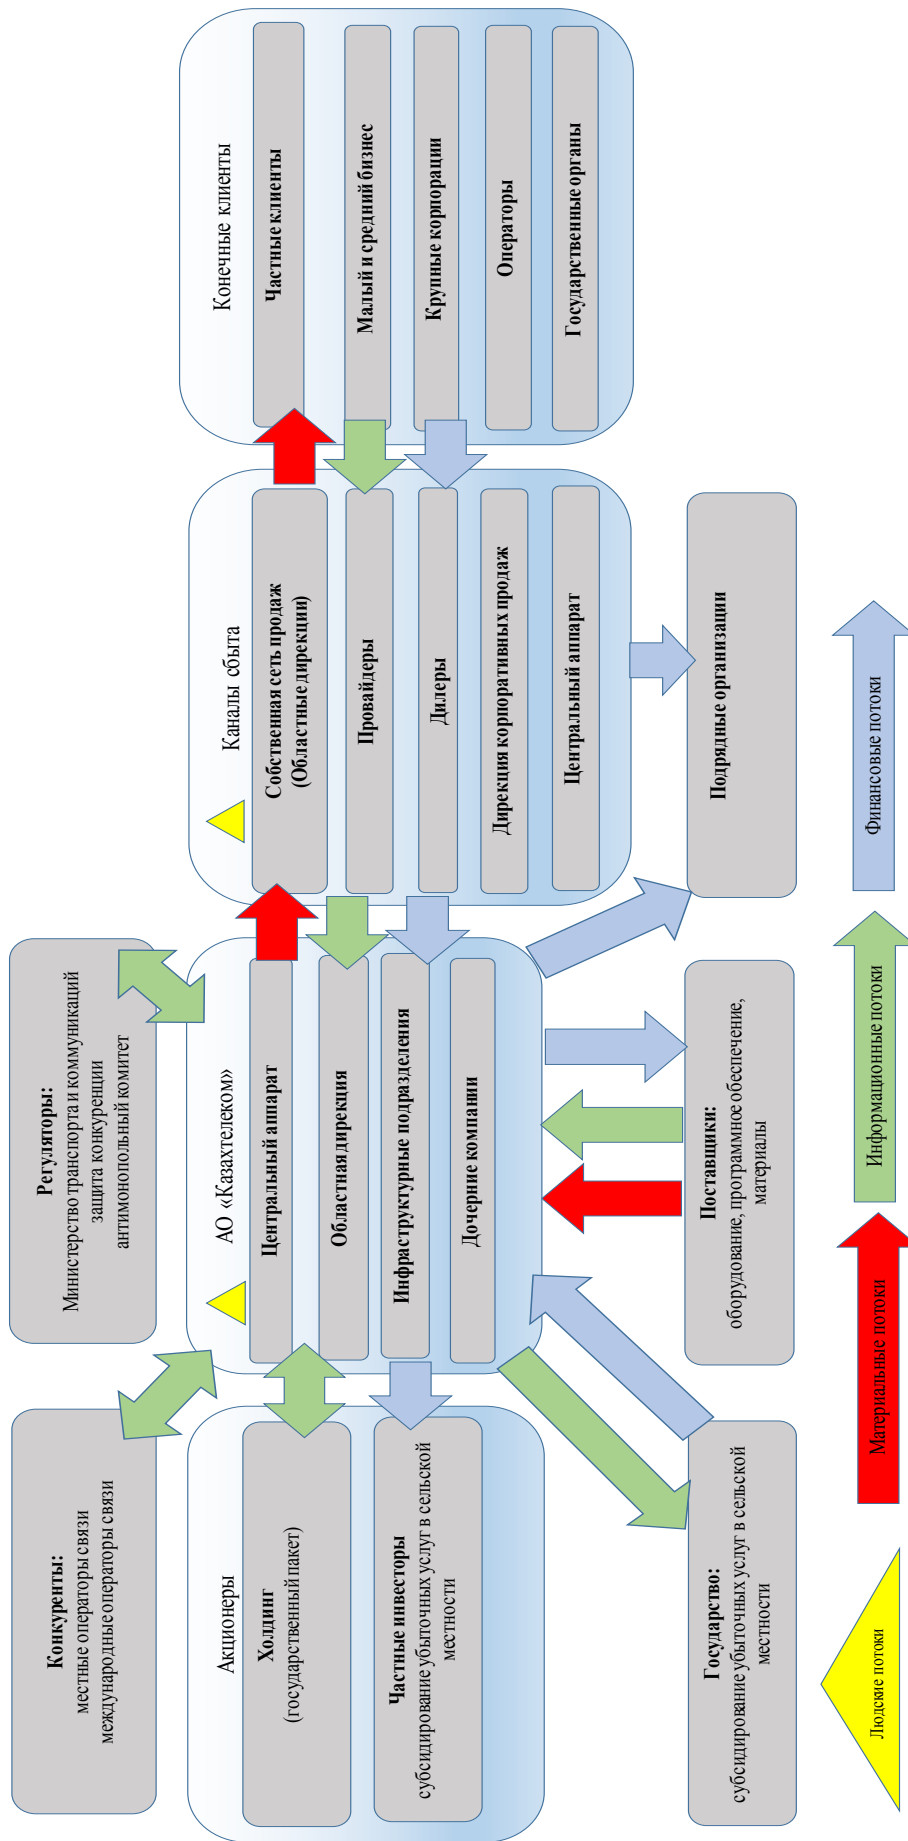 Конкуренты:
местные операторы связи
международные операторы связи
Регуляторы:
Министерство транспорта и коммуникаций
защита конкуренции
антимонопольный комитет
Акционеры
Холдинг
(государственный пакет)
Частные инвесторы
субсидирование убыточных услуг в сельской
местности
АО «Казахтелеком»
Центральный аппарат
Областная дирекция
Инфраструктурные подразделения
Дочерние компании
Каналы сбыта
Собственная сеть продаж
(Областные дирекции)
Провайдеры
Дилеры
Дирекция корпоративных продаж
Центральный аппарат
Конечные клиенты
Частные клиенты
Малый и средний бизнес
Крупные корпорации
Операторы
Государственные органы
Государство:
субсидирование убыточных услуг в сельской
местности
Поставщики:
оборудование, программное обеспечение,
материалы
Подрядные организации
Людские потоки
Материальные потоки
Информационные потоки
Финансовые потоки